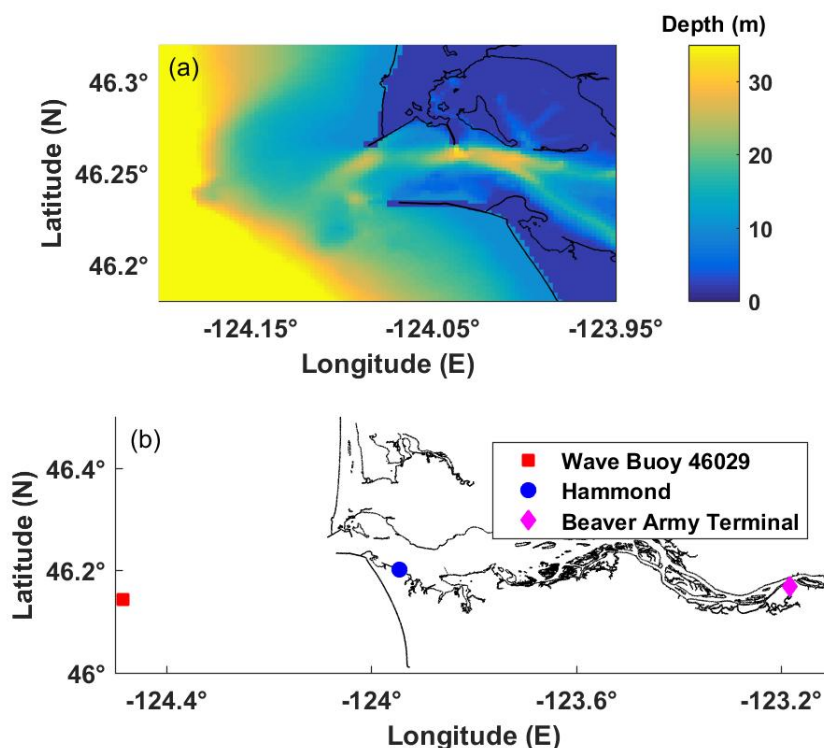 Depth (m)
(a)
46.3°
46.25°
46.2°
Latitude (N)
30
20
10
0
-124.15°
-124.05°
-123.95°
Longitude (E)
(b)
Wave Buoy 46029
Hammond
Beaver Army Terminal
46.4°
46.2°
46°
Latitude (N)
-124.4°
-124°
-123.6°
-123.2°
Longitude (E)